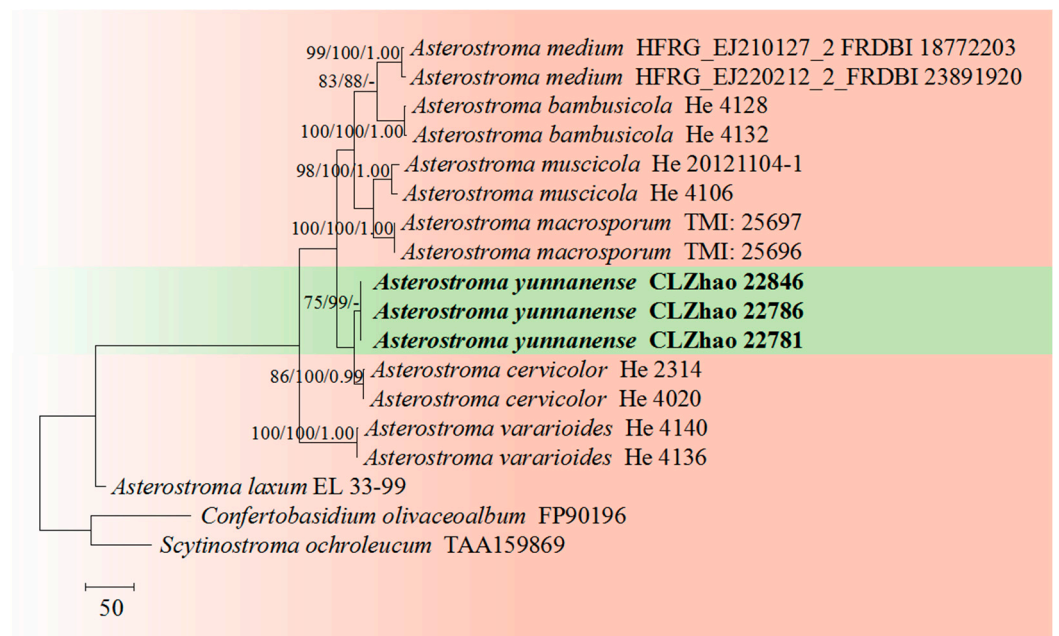 99/100/1.00 Asterostroma medium HFRG_EJ210127_2 FRDBI 18772203
83/88/- Asterostroma medium HFRG_EJ220212_2_FRDBI 23891920
Asterostroma bambusicola He 4128
100/100/1.00 Asterostroma bambusicola He 4132
98/100/1.00 Asterostroma muscicola He 20121104-1
Asterostroma muscicola He 4106
100/100/1.00 Asterostroma macrosporum TMI: 25697
Asterostroma macrosporum TMI: 25696
Asterostroma yunnanense CLZhao 22846
75/99/- Asterostroma yunnanense CLZhao 22786
Asterostroma yunnanense CLZhao 22781
86/100/0.99 Asterostroma cervicolor He 2314
Asterostroma cervicolor He 4020
100/100/1.00 Asterostroma vararioides He 4140
Asterostroma vararioides He 4136
Asterostroma laxum EL 33-99
Confertobasidium olivaceoalbum FP90196
Scytinostroma ochroleucum TAA159869
50